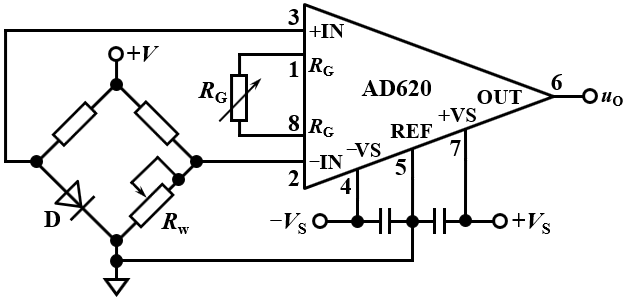 3
+IN
+V
1
R_G
R_G
AD620
6
u_O
OUT
+VS
8
R_G
REF
−VS
−IN
2
4
5
7
D
R_w
−V_S
+V_S